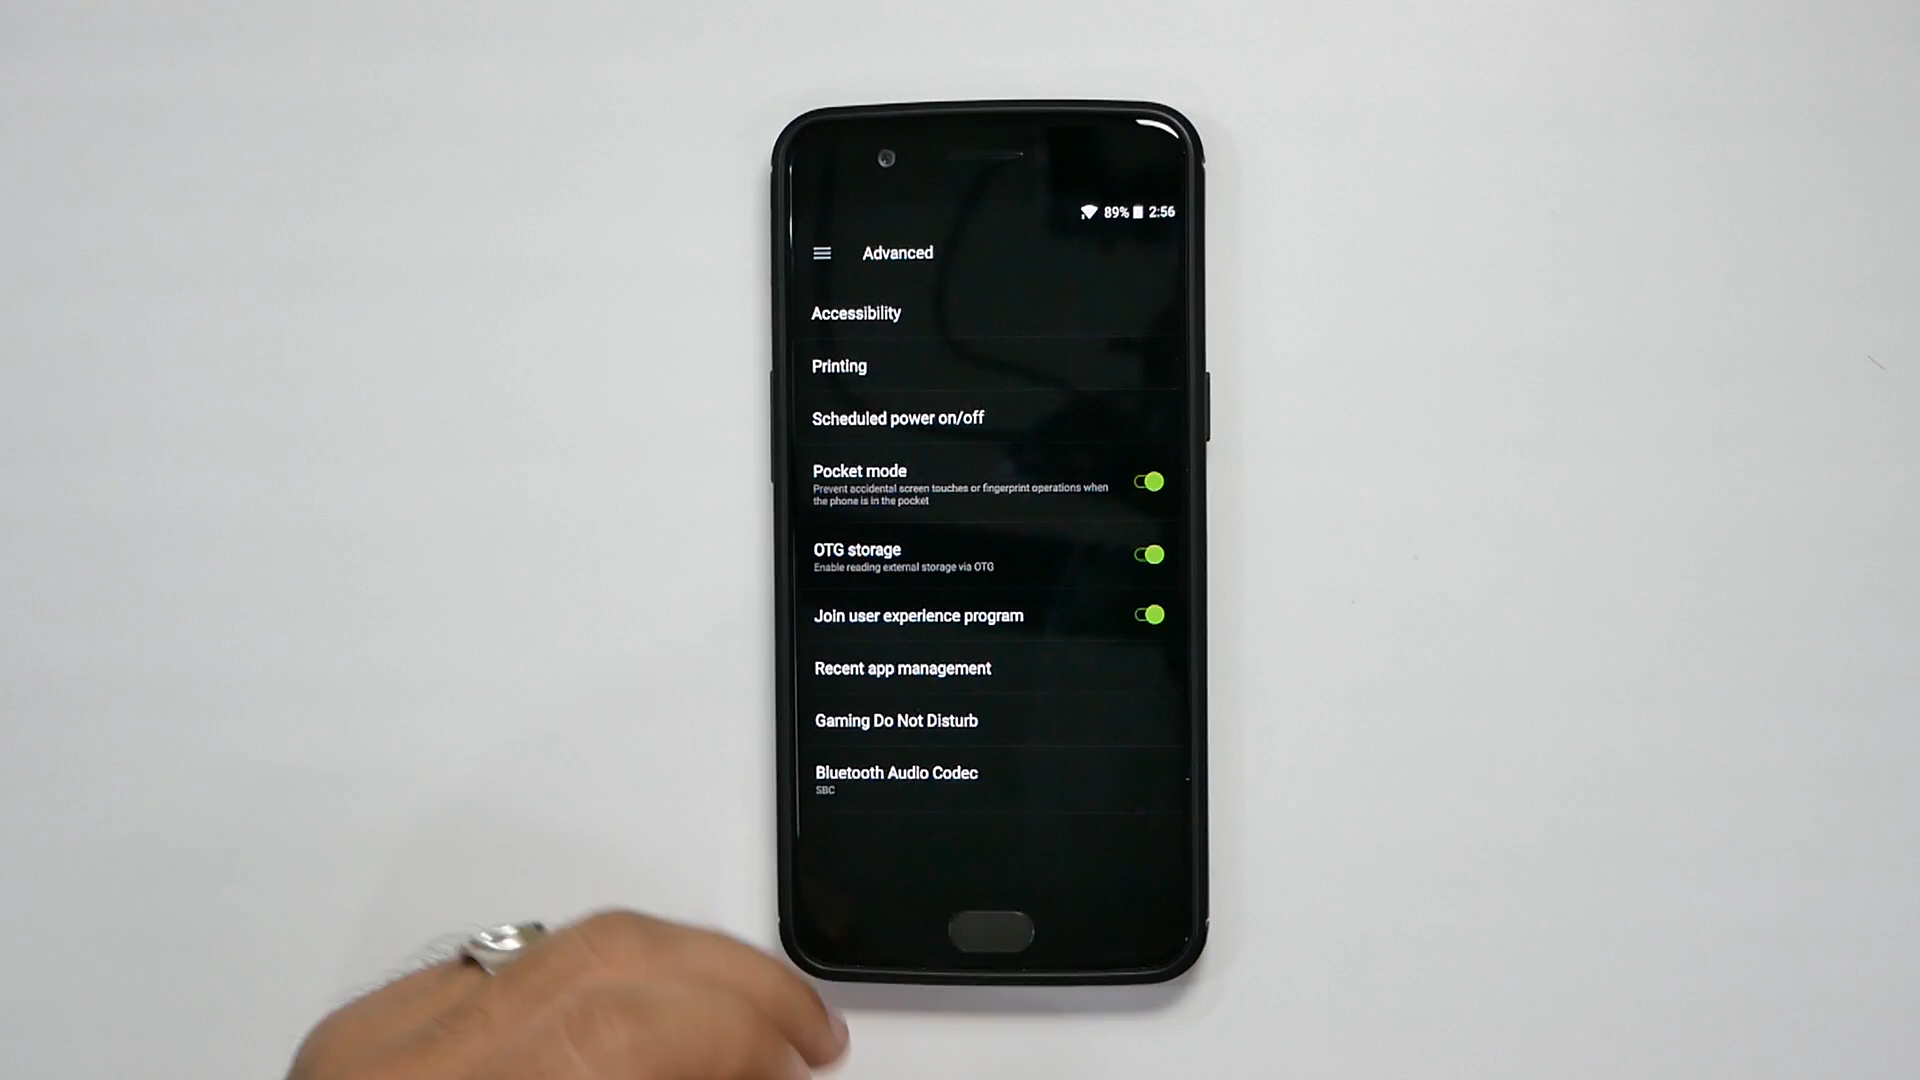 89% 2:56
Advanced
Accessibility
Printing
Scheduled power on/off
Pocket mode
Prevent accidental screen touches or fingerprint operations when
the phone is in the pocket
OTG storage
Enable reading external storage via OTG
Join user experience program
Recent app management
Gaming Do Not Disturb
Bluetooth Audio Codec
SBC